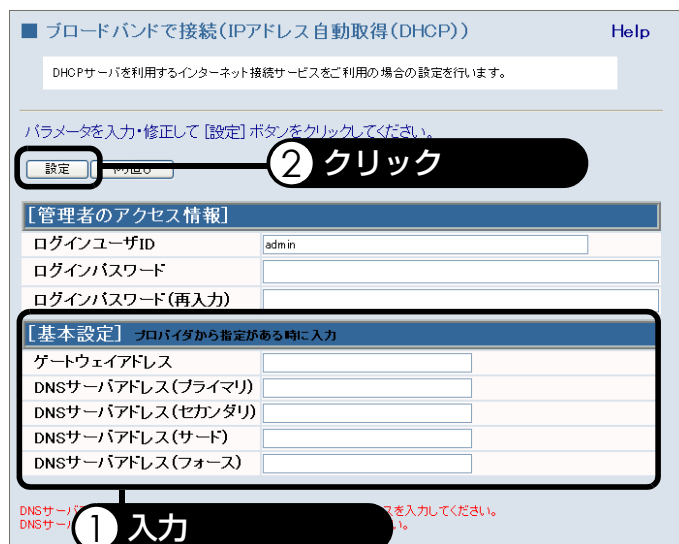 ■ ブロードバンドで接続(IPアドレス自動取得(DHCP)) Help
DHCPサーバを利用するインターネット接続サービスをご利用の場合の設定を行います。
パラメータを入力・修正して [設定] ボタンをクリックしてください。
設定
② クリック
[管理者のアクセス情報]
ログインユーザID admin
ログインパスワード
ログインパスワード(再入力)
[基本設定] プロバイダから指定がある時に入力
ゲートウェイアドレス
DNSサーバアドレス(プライマリ)
DNSサーバアドレス(セカンダリ)
DNSサーバアドレス(サード)
DNSサーバアドレス(フォース)
DNSサーバ スを入力してください。
DNSサー い。
① 入力